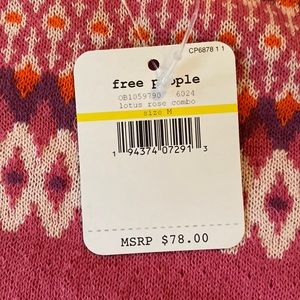 CP6878 1 1
free people
OB1059790 6024
lotus rose combo
size M
1 94374 07291 3
MSRP $78.00